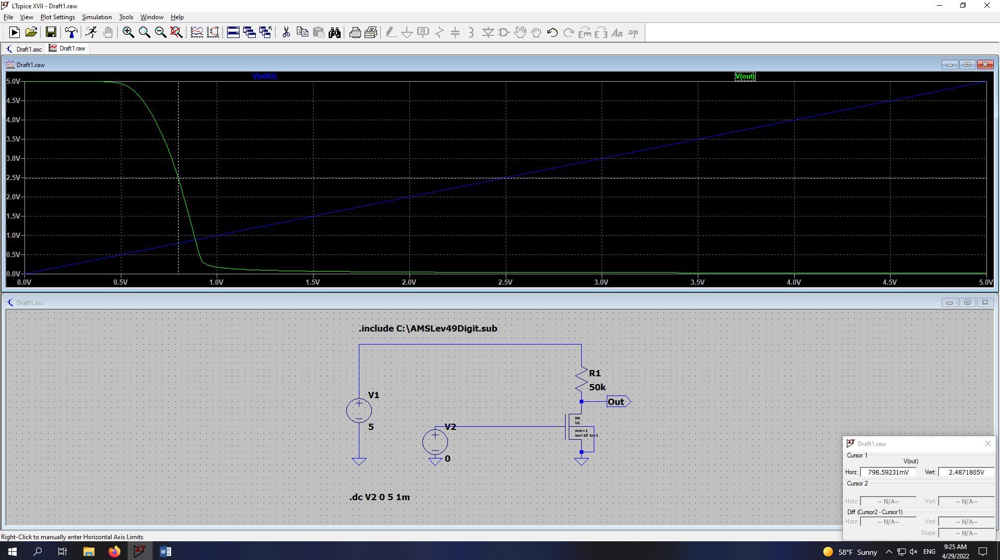 LTspice XVII - Draft1.raw
File View Plot Settings Simulation Tools Window Help
Draft1.asc Draft1.raw
Draft1.raw
V(n002) V(out)
5.0V
4.5V
4.0V
3.5V
3.0V
2.5V
2.0V
1.5V
1.0V
0.5V
0.0V
0.0V 0.5V 1.0V 1.5V 2.0V 2.5V 3.0V 3.5V 4.0V 4.5V 5.0V
Draft1.asc
.include C:\AMSLev49Digit.sub
R1
50k
V1
5
Out
N4
U1
mm=1
wu=10 lu=1
V2
0
.dc V2 0 5 1m
Draft1.raw
Cursor 1
V(out)
Horz: 798.59231mV Vert: 2.4871805V
Cursor 2
Horz: -- N/A-- Vert: -- N/A--
Diff (Cursor2 - Cursor1)
Horz: -- N/A-- Vert: -- N/A--
Slope: -- N/A--
Right-Click to manually enter Horizontal Axis Limits
58°F Sunny ENG 9:25 AM
4/29/2022